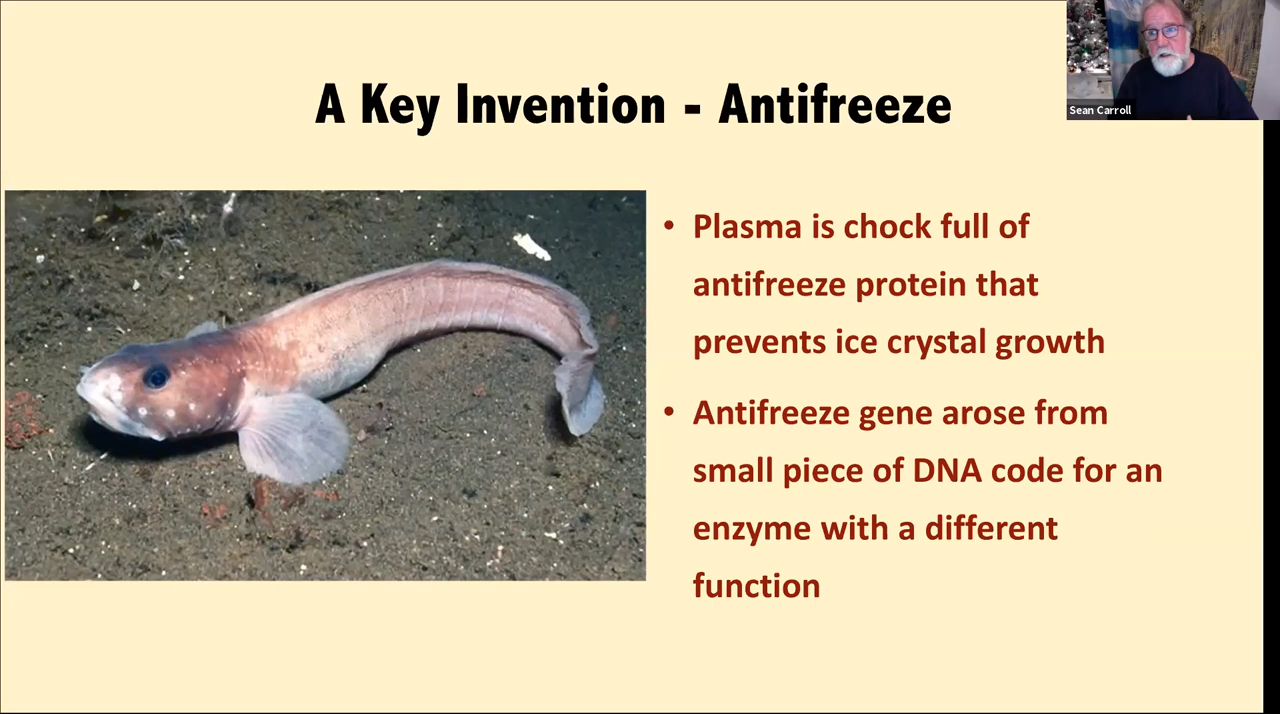 A Key Invention - Antifreeze
Sean Carroll
• Plasma is chock full of
antifreeze protein that
prevents ice crystal growth
• Antifreeze gene arose from
small piece of DNA code for an
enzyme with a different
function